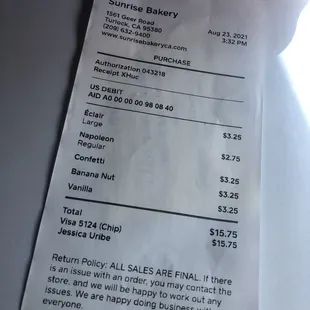 Sunrise Bakery
1561 Geer Road
Turlock, CA 95380
(209) 632-9400
www.sunrisebakeryca.com
Aug 23, 2021
3:32 PM
PURCHASE
Authorization 043218
Receipt XHuc
US DEBIT
AID A0 00 00 00 98 08 40
Éclair $3.25
Large
Napoleon $2.75
Regular
Confetti $3.25
Banana Nut $3.25
Vanilla $3.25
Total $15.75
Visa 5124 (Chip) $15.75
Jessica Uribe
Return Policy: ALL SALES ARE FINAL. If there
is an issue with an order, you may contact the
store, and we will be happy to work out any
issues. We are happy doing business with
everyone.